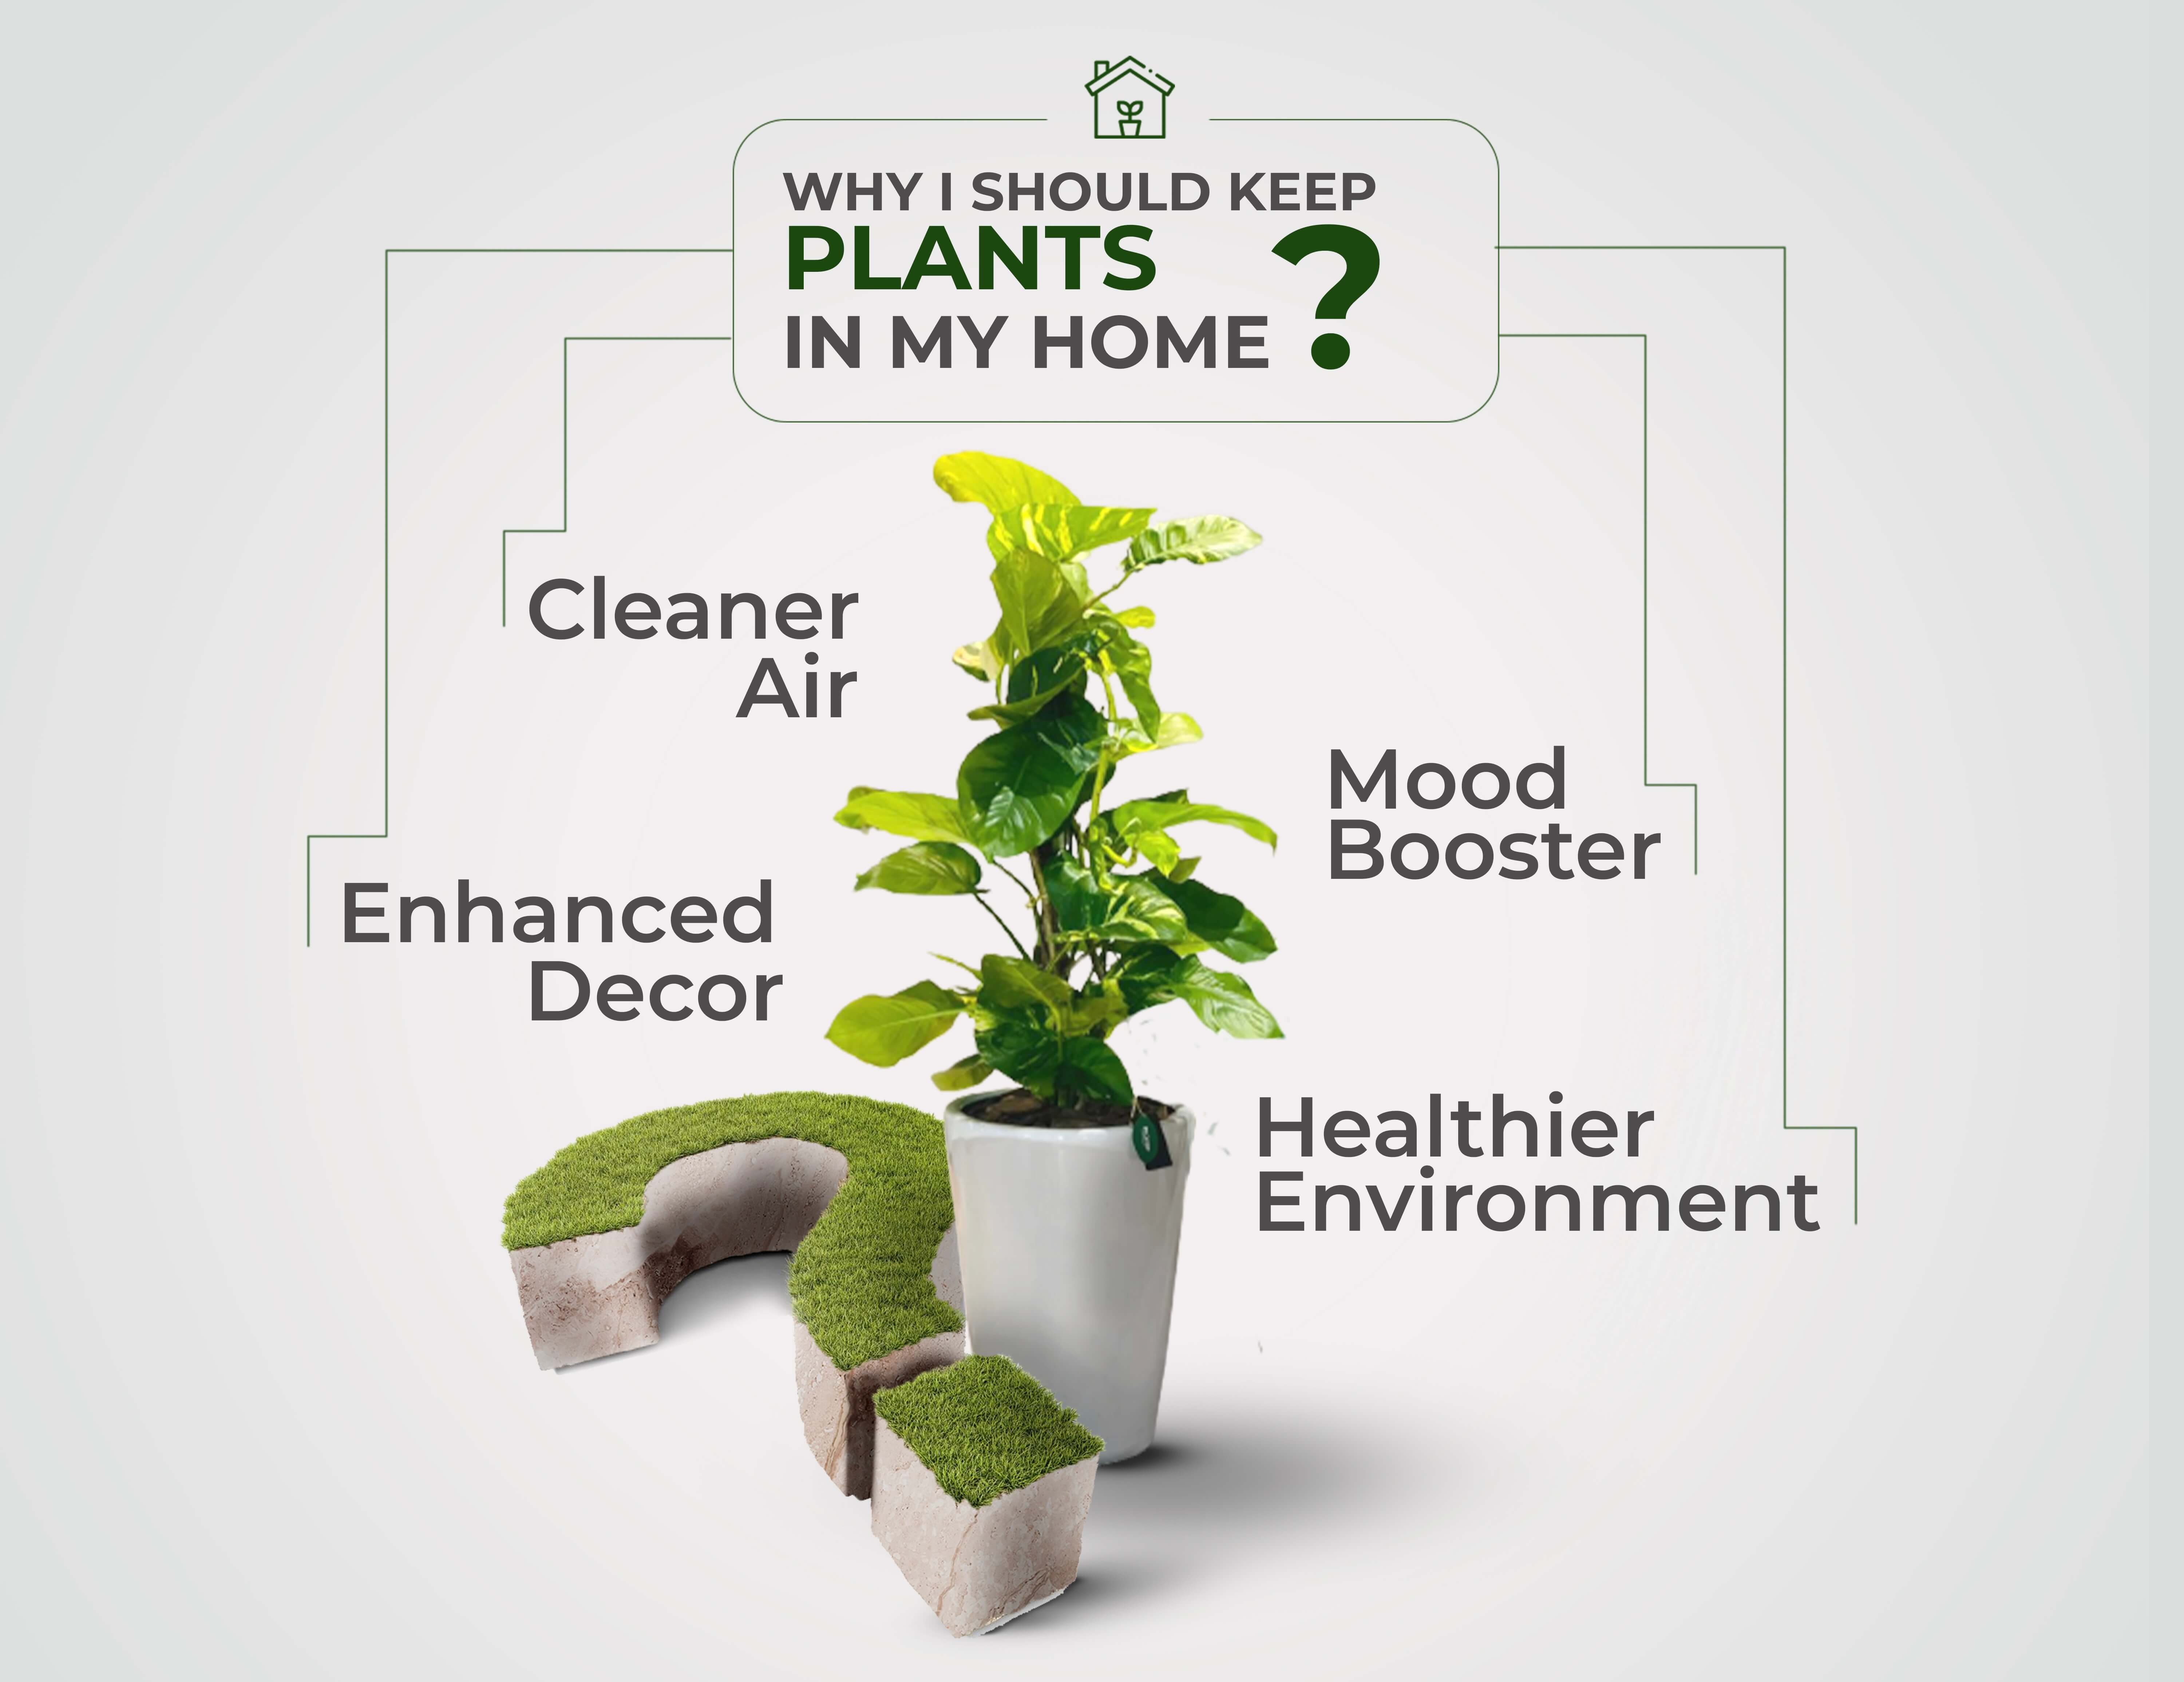 WHY I SHOULD KEEP
PLANTS
IN MY HOME ?
Cleaner
Air
Mood
Booster
Enhanced
Decor
Healthier
Environment